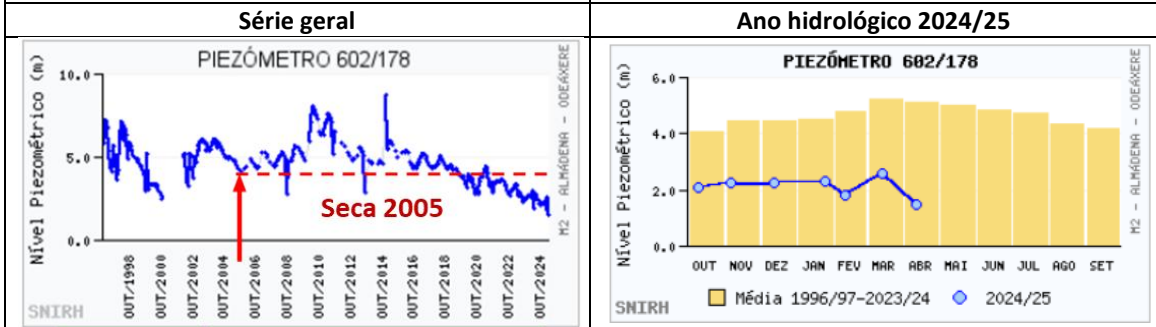 Série geral
Ano hidrológico 2024/25
PIEZÓMETRO 602/178
Nível Piezométrico (m)
10.0
5.0
0.0
Seca 2005
OUT.1998
OUT.2000
OUT.2002
OUT.2004
OUT.2006
OUT.2008
OUT.2010
OUT.2012
OUT.2014
OUT.2016
OUT.2018
OUT.2020
OUT.2022
OUT.2024
M2 - ALMÁDENA - ODEÁXERE
SNIRH
PIEZÓMETRO 602/178
Nível Piezométrico (m)
6.0
4.0
2.0
0.0
OUT NOV DEZ JAN FEV MAR ABR MAI JUN JUL AGO SET
Média 1996/97-2023/24 2024/25
M2 - ALMÁDENA - ODEÁXERE
SNIRH